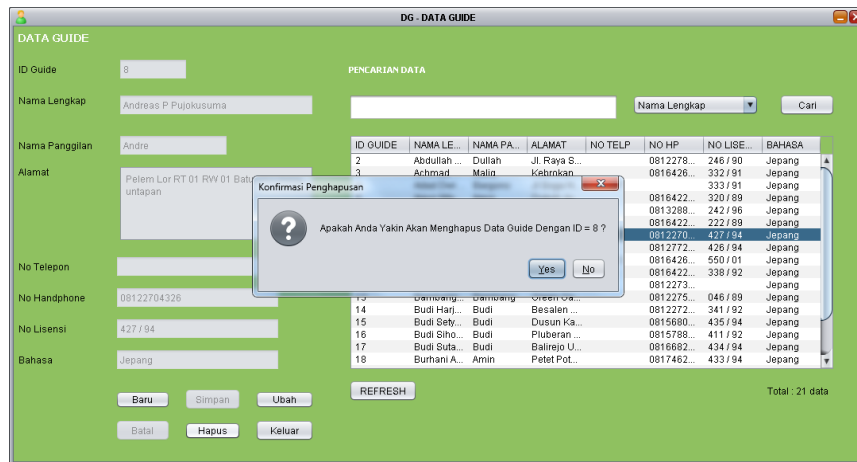 DG - DATA GUIDE
DATA GUIDE
ID Guide 8
PENCARIAN DATA
Nama Lengkap Andreas P Pujokusuma
Nama Lengkap Cari
Nama Panggilan Andre
Alamat Pelem Lor RT 01 RW 01 Batu
untapan
No Telepon
No Handphone 08122704326
No Lisensi 427 / 94
Bahasa Jepang
Baru Simpan Ubah
Batal Hapus Keluar
ID GUIDE NAMA LE... NAMA PA... ALAMAT NO TELP NO HP NO LISE... BAHASA
2 Abdullah ... Dullah Jl. Raya S... 0812278... 246 / 90 Jepang
3 Achmad Maliq Kebrokan 0816426... 332 / 91 Jepang
333 / 91 Jepang
0816422... 320 / 89 Jepang
0813288... 242 / 96 Jepang
0816422... 222 / 89 Jepang
0812270... 427 / 94 Jepang
0812772... 426 / 94 Jepang
0816426... 550 / 01 Jepang
0816422... 338 / 92 Jepang
0812273... Jepang
13 Bambang... Bambang Green Ga... 0812275... 046 / 89 Jepang
14 Budi Harj... Budi Besalen ... 0812272... 341 / 92 Jepang
15 Budi Sety... Budi Dusun Ka... 0815680... 435 / 94 Jepang
16 Budi Siho... Budi Pluberan ... 0815788... 411 / 92 Jepang
17 Budi Suta... Budi Balirejo U... 0816682... 434 / 94 Jepang
18 Burhani A... Amin Petet Pot... 0817462... 433 / 94 Jepang
REFRESH Total : 21 data
Konfirmasi Penghapusan
Apakah Anda Yakin Akan Menghapus Data Guide Dengan ID = 8 ?
Yes No